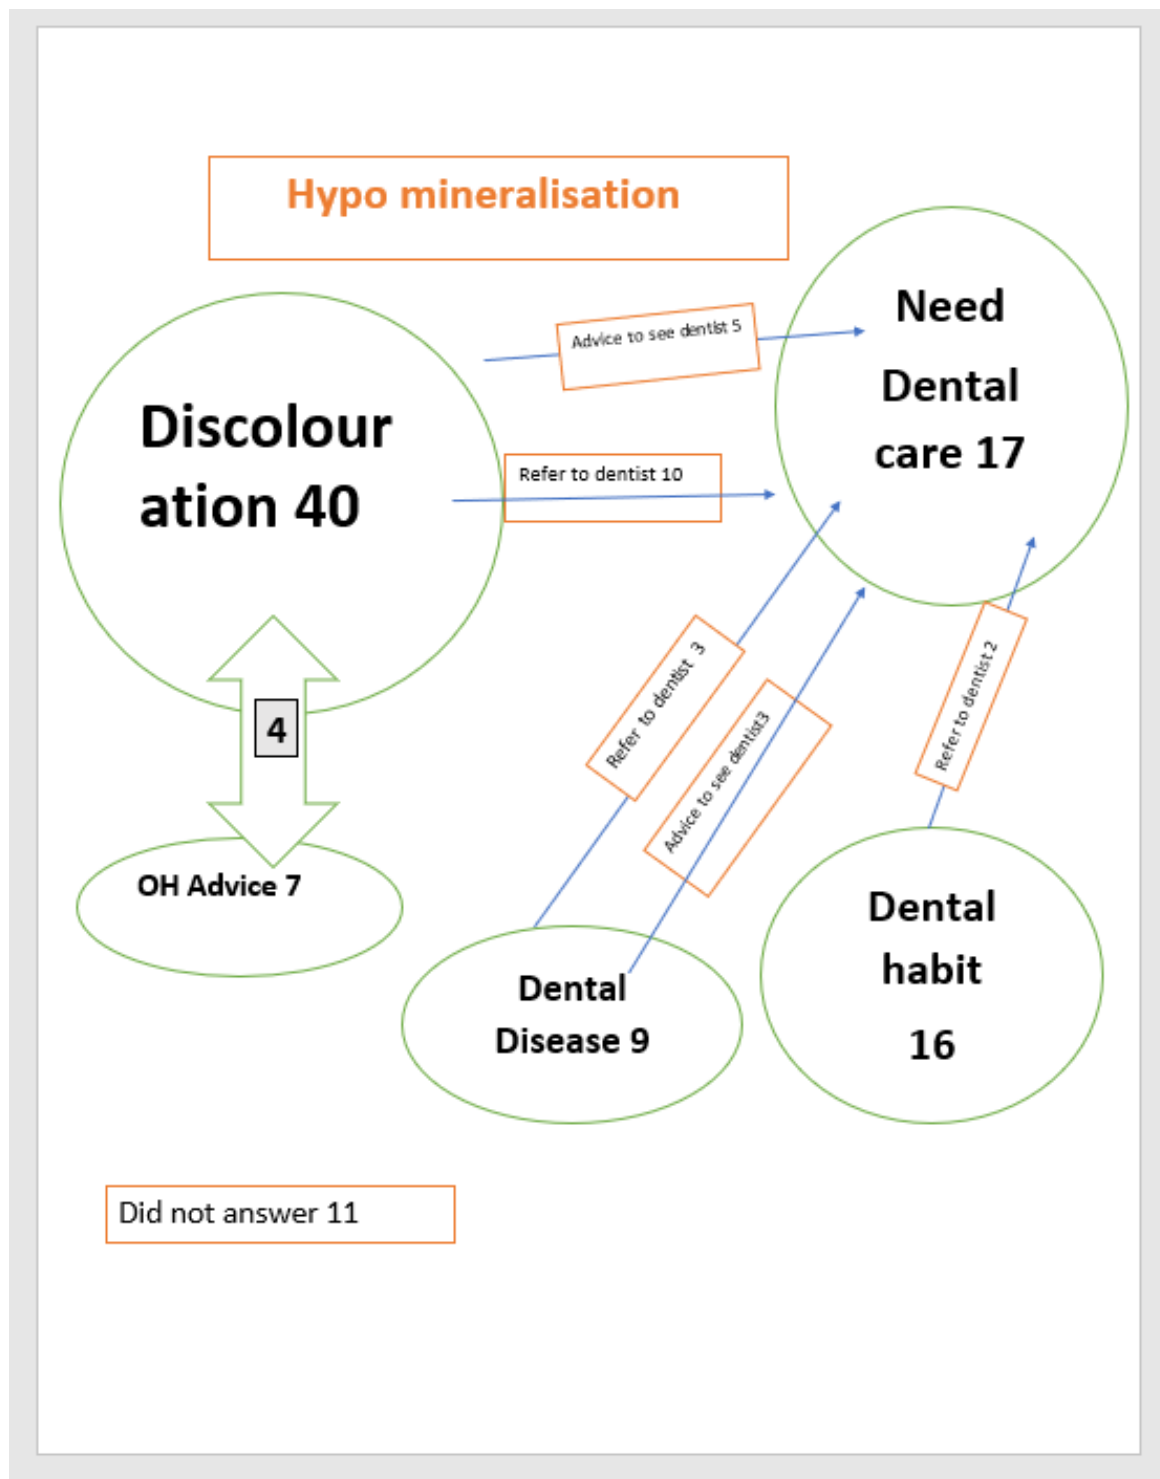 Hypo mineralisation
Need
Dental
care 17
Advice to see dentist 5
Discolour
ation 40
Refer to dentist 10
Refer to dentist 3
Advice to see dentist3
Refer to dentist 2
4
OH Advice 7
Dental
Disease 9
Dental
habit
16
Did not answer 11